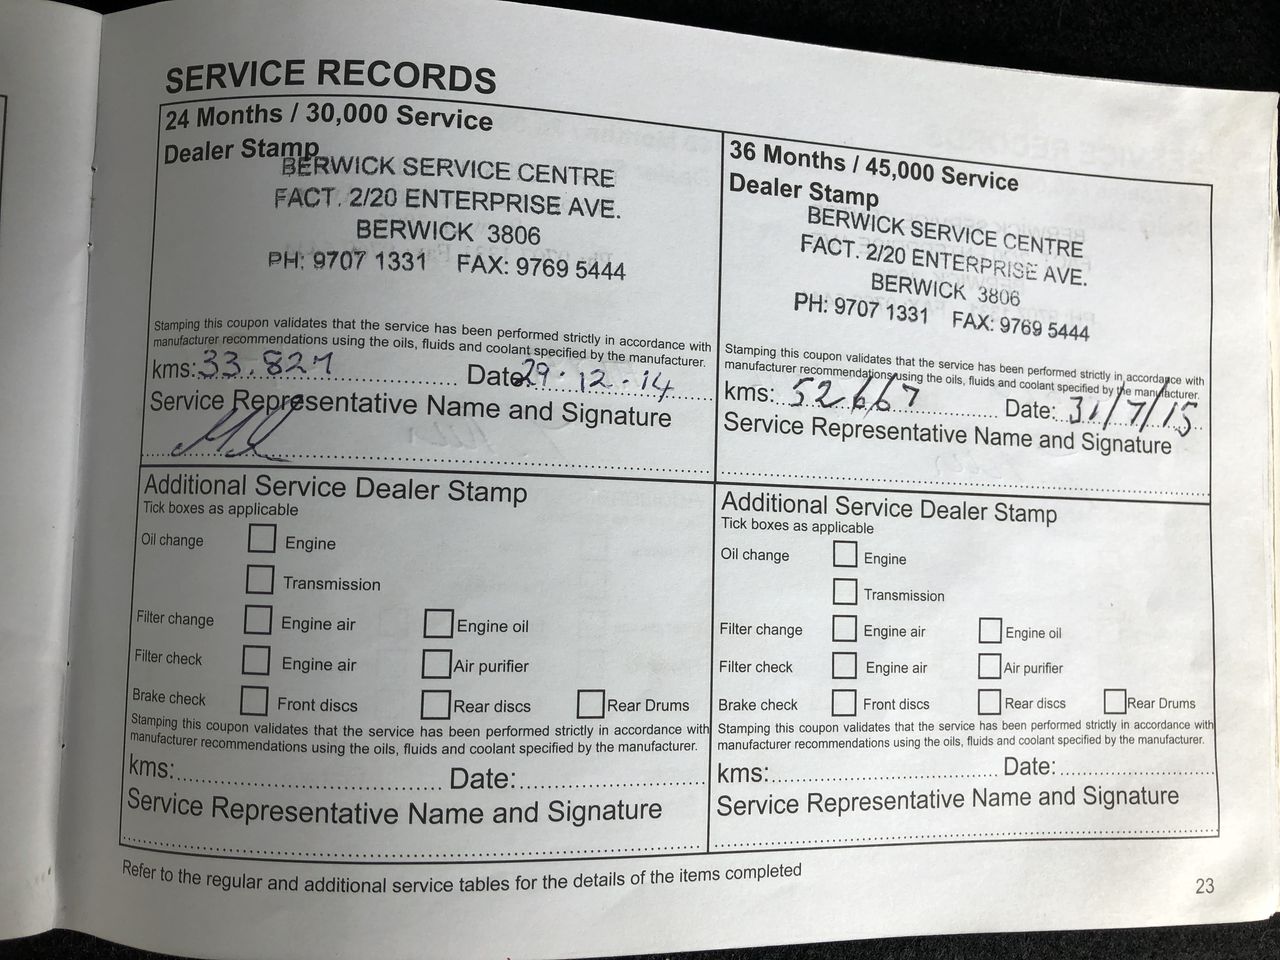 SERVICE RECORDS
24 Months / 30,000 Service
Dealer Stamp
BERWICK SERVICE CENTRE
FACT. 2/20 ENTERPRISE AVE.
BERWICK 3806
PH: 9707 1331 FAX: 9769 5444
Stamping this coupon validates that the service has been performed strictly in accordance with
manufacturer recommendations using the oils, fluids and coolant specified by the manufacturer.
kms: 33.827 Date: 29.12.14
Service Representative Name and Signature
Additional Service Dealer Stamp
Tick boxes as applicable
Oil change Engine
Transmission
Filter change Engine air Engine oil
Filter check Engine air Air purifier
Brake check Front discs Rear discs Rear Drums
Stamping this coupon validates that the service has been performed strictly in accordance with
manufacturer recommendations using the oils, fluids and coolant specified by the manufacturer.
kms: Date:
Service Representative Name and Signature
36 Months / 45,000 Service
Dealer Stamp
BERWICK SERVICE CENTRE
FACT. 2/20 ENTERPRISE AVE.
BERWICK 3806
PH: 9707 1331 FAX: 9769 5444
Stamping this coupon validates that the service has been performed strictly in accordance with
manufacturer recommendations using the oils, fluids and coolant specified by the manufacturer.
kms: 52667 Date: 31/7/15
Service Representative Name and Signature
Additional Service Dealer Stamp
Tick boxes as applicable
Oil change Engine
Transmission
Filter change Engine air Engine oil
Filter check Engine air Air purifier
Brake check Front discs Rear discs Rear Drums
Stamping this coupon validates that the service has been performed strictly in accordance with
manufacturer recommendations using the oils, fluids and coolant specified by the manufacturer.
kms: Date:
Service Representative Name and Signature
Refer to the regular and additional service tables for the details of the items completed
23